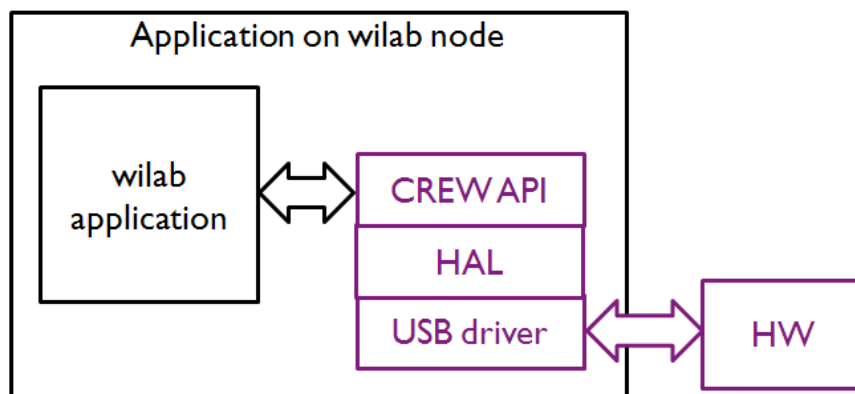 Application on wilab node
wilab
application
CREW API
HAL
USB driver
HW